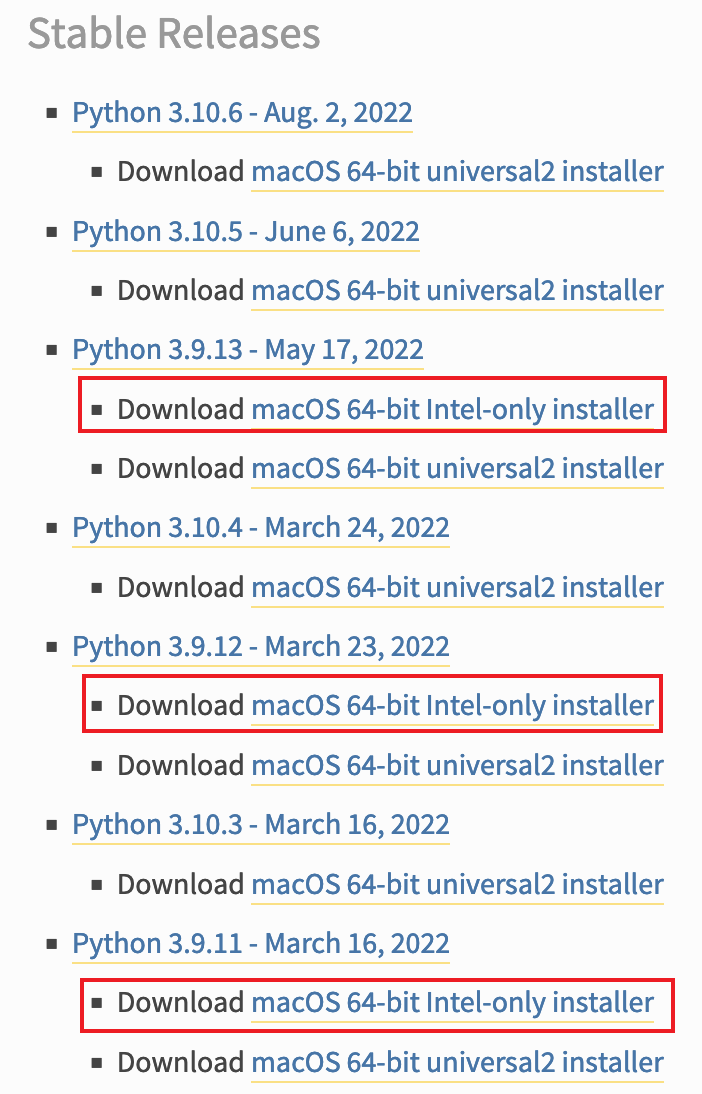 Stable Releases
Python 3.10.6 - Aug. 2, 2022
Download macOS 64-bit universal2 installer
Python 3.10.5 - June 6, 2022
Download macOS 64-bit universal2 installer
Python 3.9.13 - May 17, 2022
Download macOS 64-bit Intel-only installer
Download macOS 64-bit universal2 installer
Python 3.10.4 - March 24, 2022
Download macOS 64-bit universal2 installer
Python 3.9.12 - March 23, 2022
Download macOS 64-bit Intel-only installer
Download macOS 64-bit universal2 installer
Python 3.10.3 - March 16, 2022
Download macOS 64-bit universal2 installer
Python 3.9.11 - March 16, 2022
Download macOS 64-bit Intel-only installer
Download macOS 64-bit universal2 installer